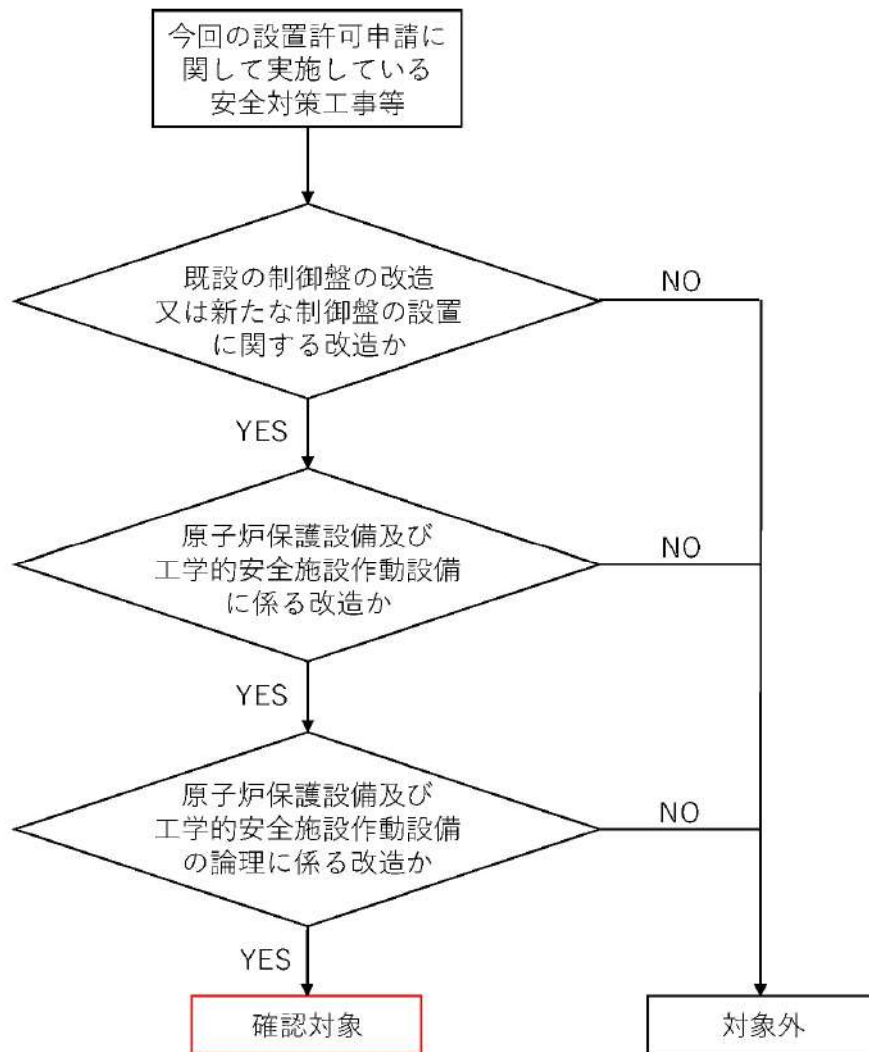 今回の設置許可申請に
関して実施している
安全対策工事等
既設の制御盤の改造
又は新たな制御盤の設置
に関する改造か
NO
YES
原子炉保護設備及び
工学的安全施設作動設備
に係る改造か
NO
YES
原子炉保護設備及び
工学的安全施設作動設備
の論理に係る改造か
NO
YES
確認対象
対象外